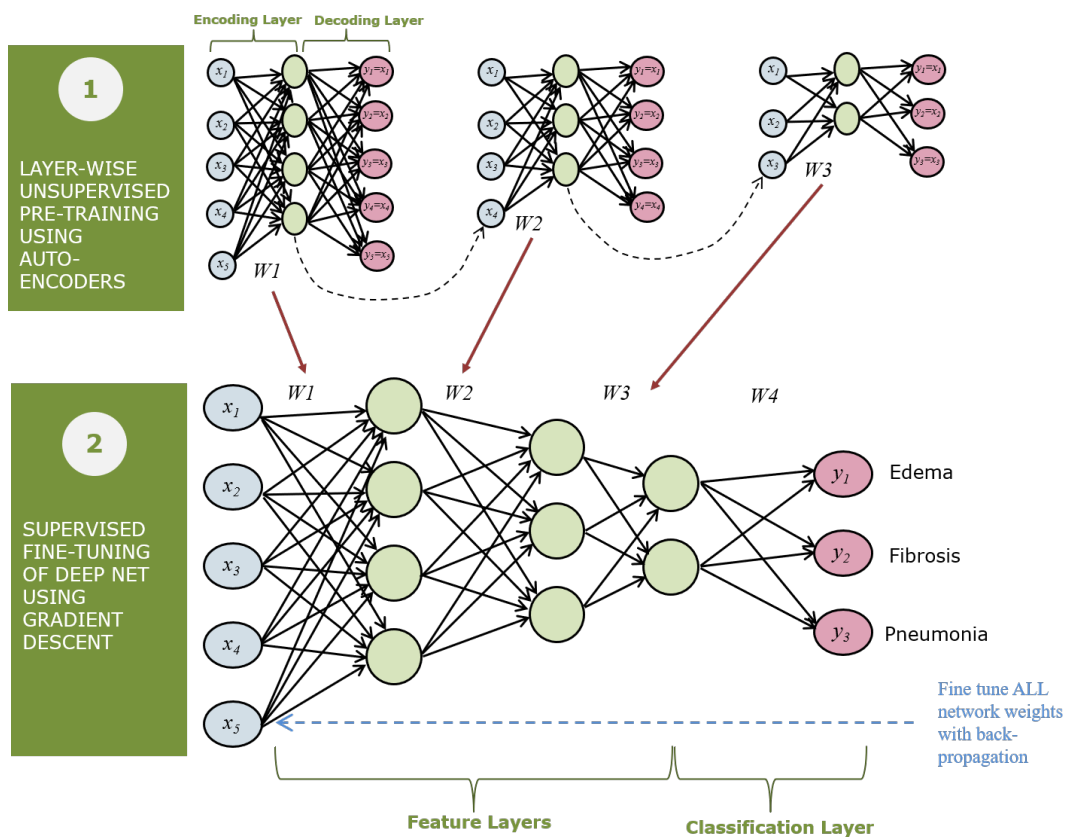 Encoding Layer
Decoding Layer
1
LAYER-WISE
UNSUPERVISED
PRE-TRAINING
USING
AUTO-
ENCODERS
x1
x2
x3
x4
x5
y1=x1
y2=x2
y3=x3
y4=x4
y5=x5
W1
x1
x2
x3
x4
y1=x1
y2=x2
y3=x3
y4=x4
W2
x1
x2
x3
y1=x1
y2=x2
y3=x3
W3
2
SUPERVISED
FINE-TUNING
OF DEEP NET
USING
GRADIENT
DESCENT
W1
W2
W3
W4
x1
x2
x3
x4
x5
y1
Edema
y2
Fibrosis
y3
Pneumonia
Fine tune ALL
network weights
with back-
propagation
Feature Layers
Classification Layer